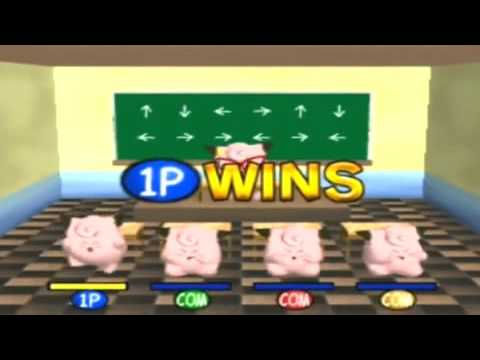 ↑ ↓ ← → ↑ ↓
← → → ← → ←
1P WINS
1P COM COM COM